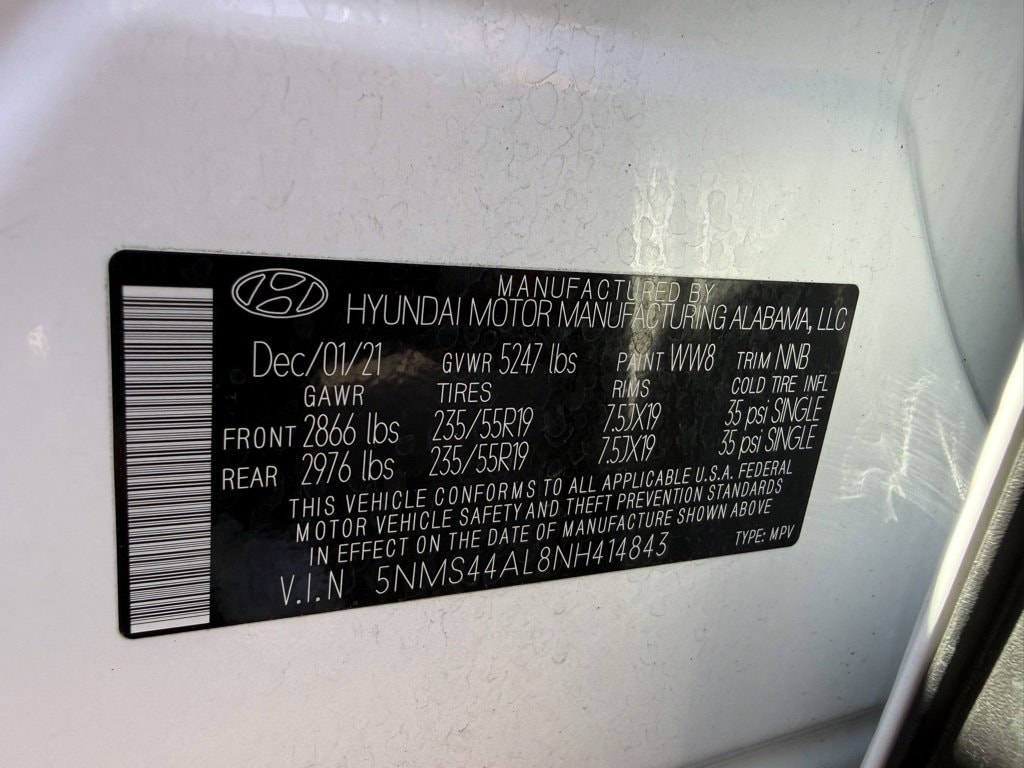 MANUFACTURED BY
HYUNDAI MOTOR MANUFACTURING ALABAMA, LLC
Dec/01/21 GVWR 5247 lbs PAINT WW8 TRIM NNB
GAWR TIRES RIMS COLD TIRE INFL
FRONT 2866 lbs 235/55R19 7.5JX19 35 psi SINGLE
REAR 2976 lbs 235/55R19 7.5JX19 35 psi SINGLE
THIS VEHICLE CONFORMS TO ALL APPLICABLE U.S.A. FEDERAL
MOTOR VEHICLE SAFETY AND THEFT PREVENTION STANDARDS
IN EFFECT ON THE DATE OF MANUFACTURE SHOWN ABOVE
V.I.N 5NMS44AL8NH414843 TYPE: MPV